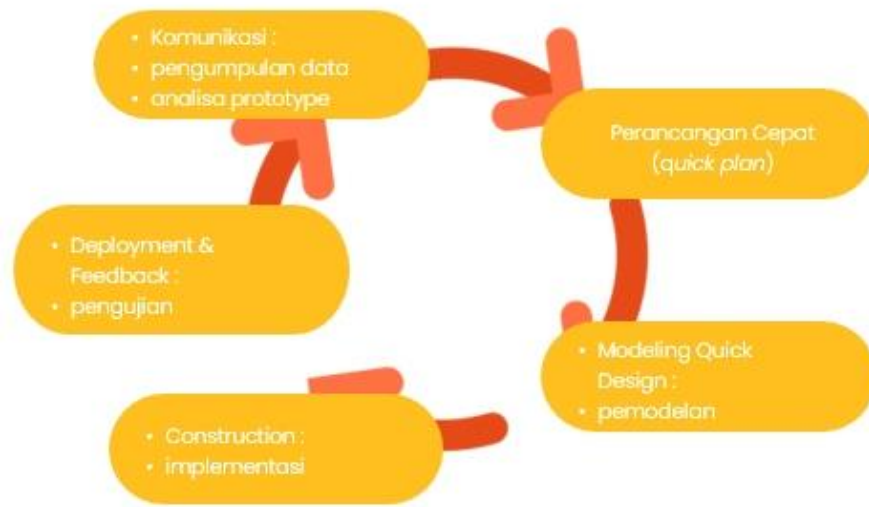 • Komunikasi :
• pengumpulan data
• analisa prototype
Perancangan Cepat
(quick plan)
• Modeling Quick
Design :
• pemodelan
• Construction :
• implementasi
• Deployment &
Feedback :
• pengujian